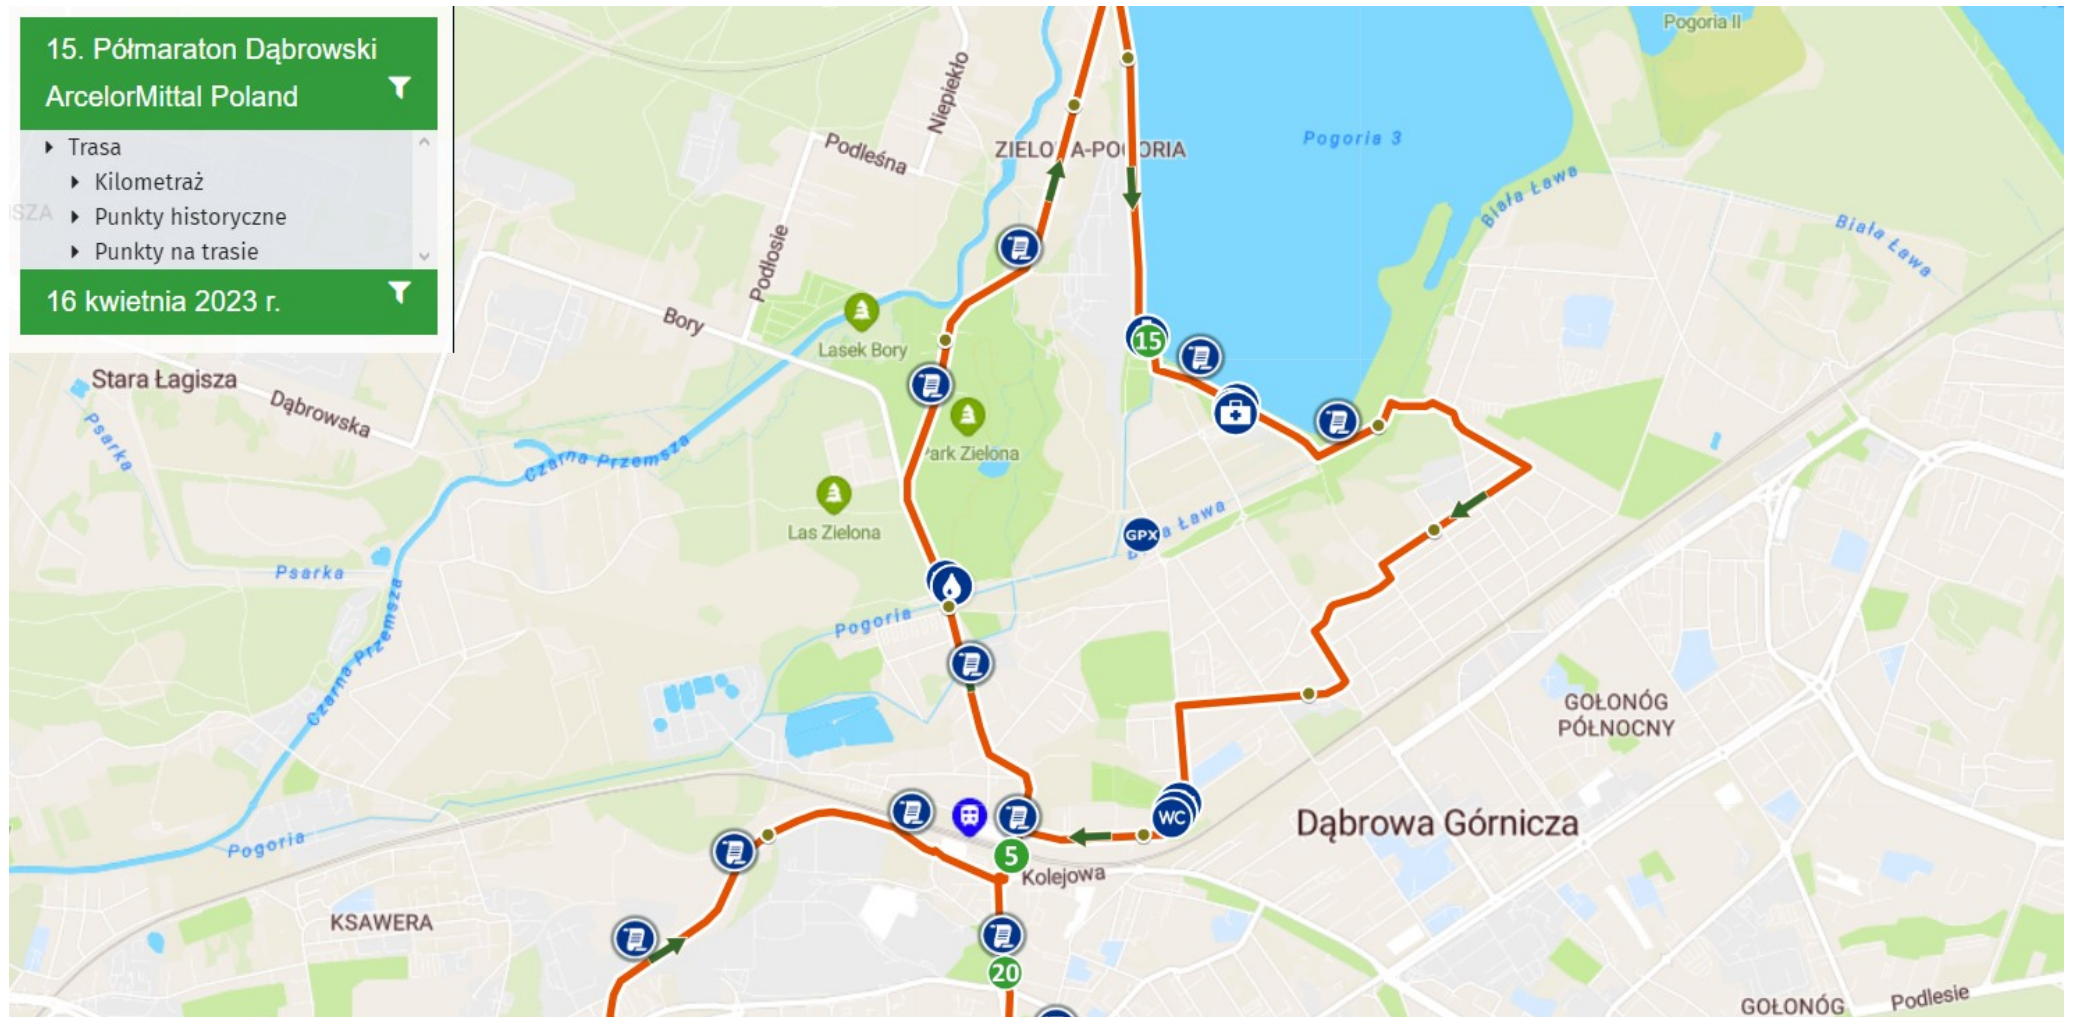 15. Półmaraton Dąbrowski
ArcelorMittal Poland
Trasa
Kilometraż
Punkty historyczne
Punkty na trasie
16 kwietnia 2023 r.
Pogoria II
Niepiekło
Podleśna
Pogoria 3
Biała Ława
Biała Ława
Podłosie
Bory
Lasek Bory
15
Stara Łagisza
Dąbrowska
Psarka
Czarna Przemsza
Park Zielona
Las Zielona
GPX
Ława
Psarka
Czarna Przemsza
Pogoria
GOŁONÓG
PÓŁNOCNY
WC
Dąbrowa Górnicza
Pogoria
5
Kolejowa
KSAWERA
20
GOŁONÓG
Podlesie